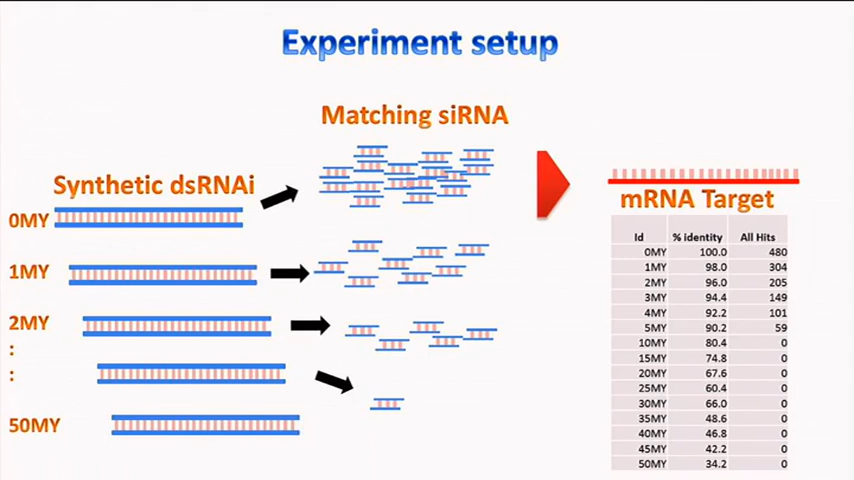 Experiment setup
Matching siRNA
Synthetic dsRNAi
0MY
1MY
2MY
:
:
50MY
mRNA Target
Id % identity All Hits
0MY 100.0 480
1MY 98.0 304
2MY 96.0 205
3MY 94.4 149
4MY 92.2 101
5MY 90.2 59
10MY 80.4 0
15MY 74.8 0
20MY 67.6 0
25MY 60.4 0
30MY 66.0 0
35MY 48.6 0
40MY 46.8 0
45MY 42.2 0
50MY 34.2 0